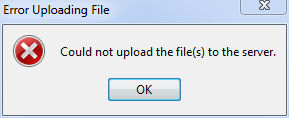 Error Uploading File
Could not upload the file(s) to the server.
OK